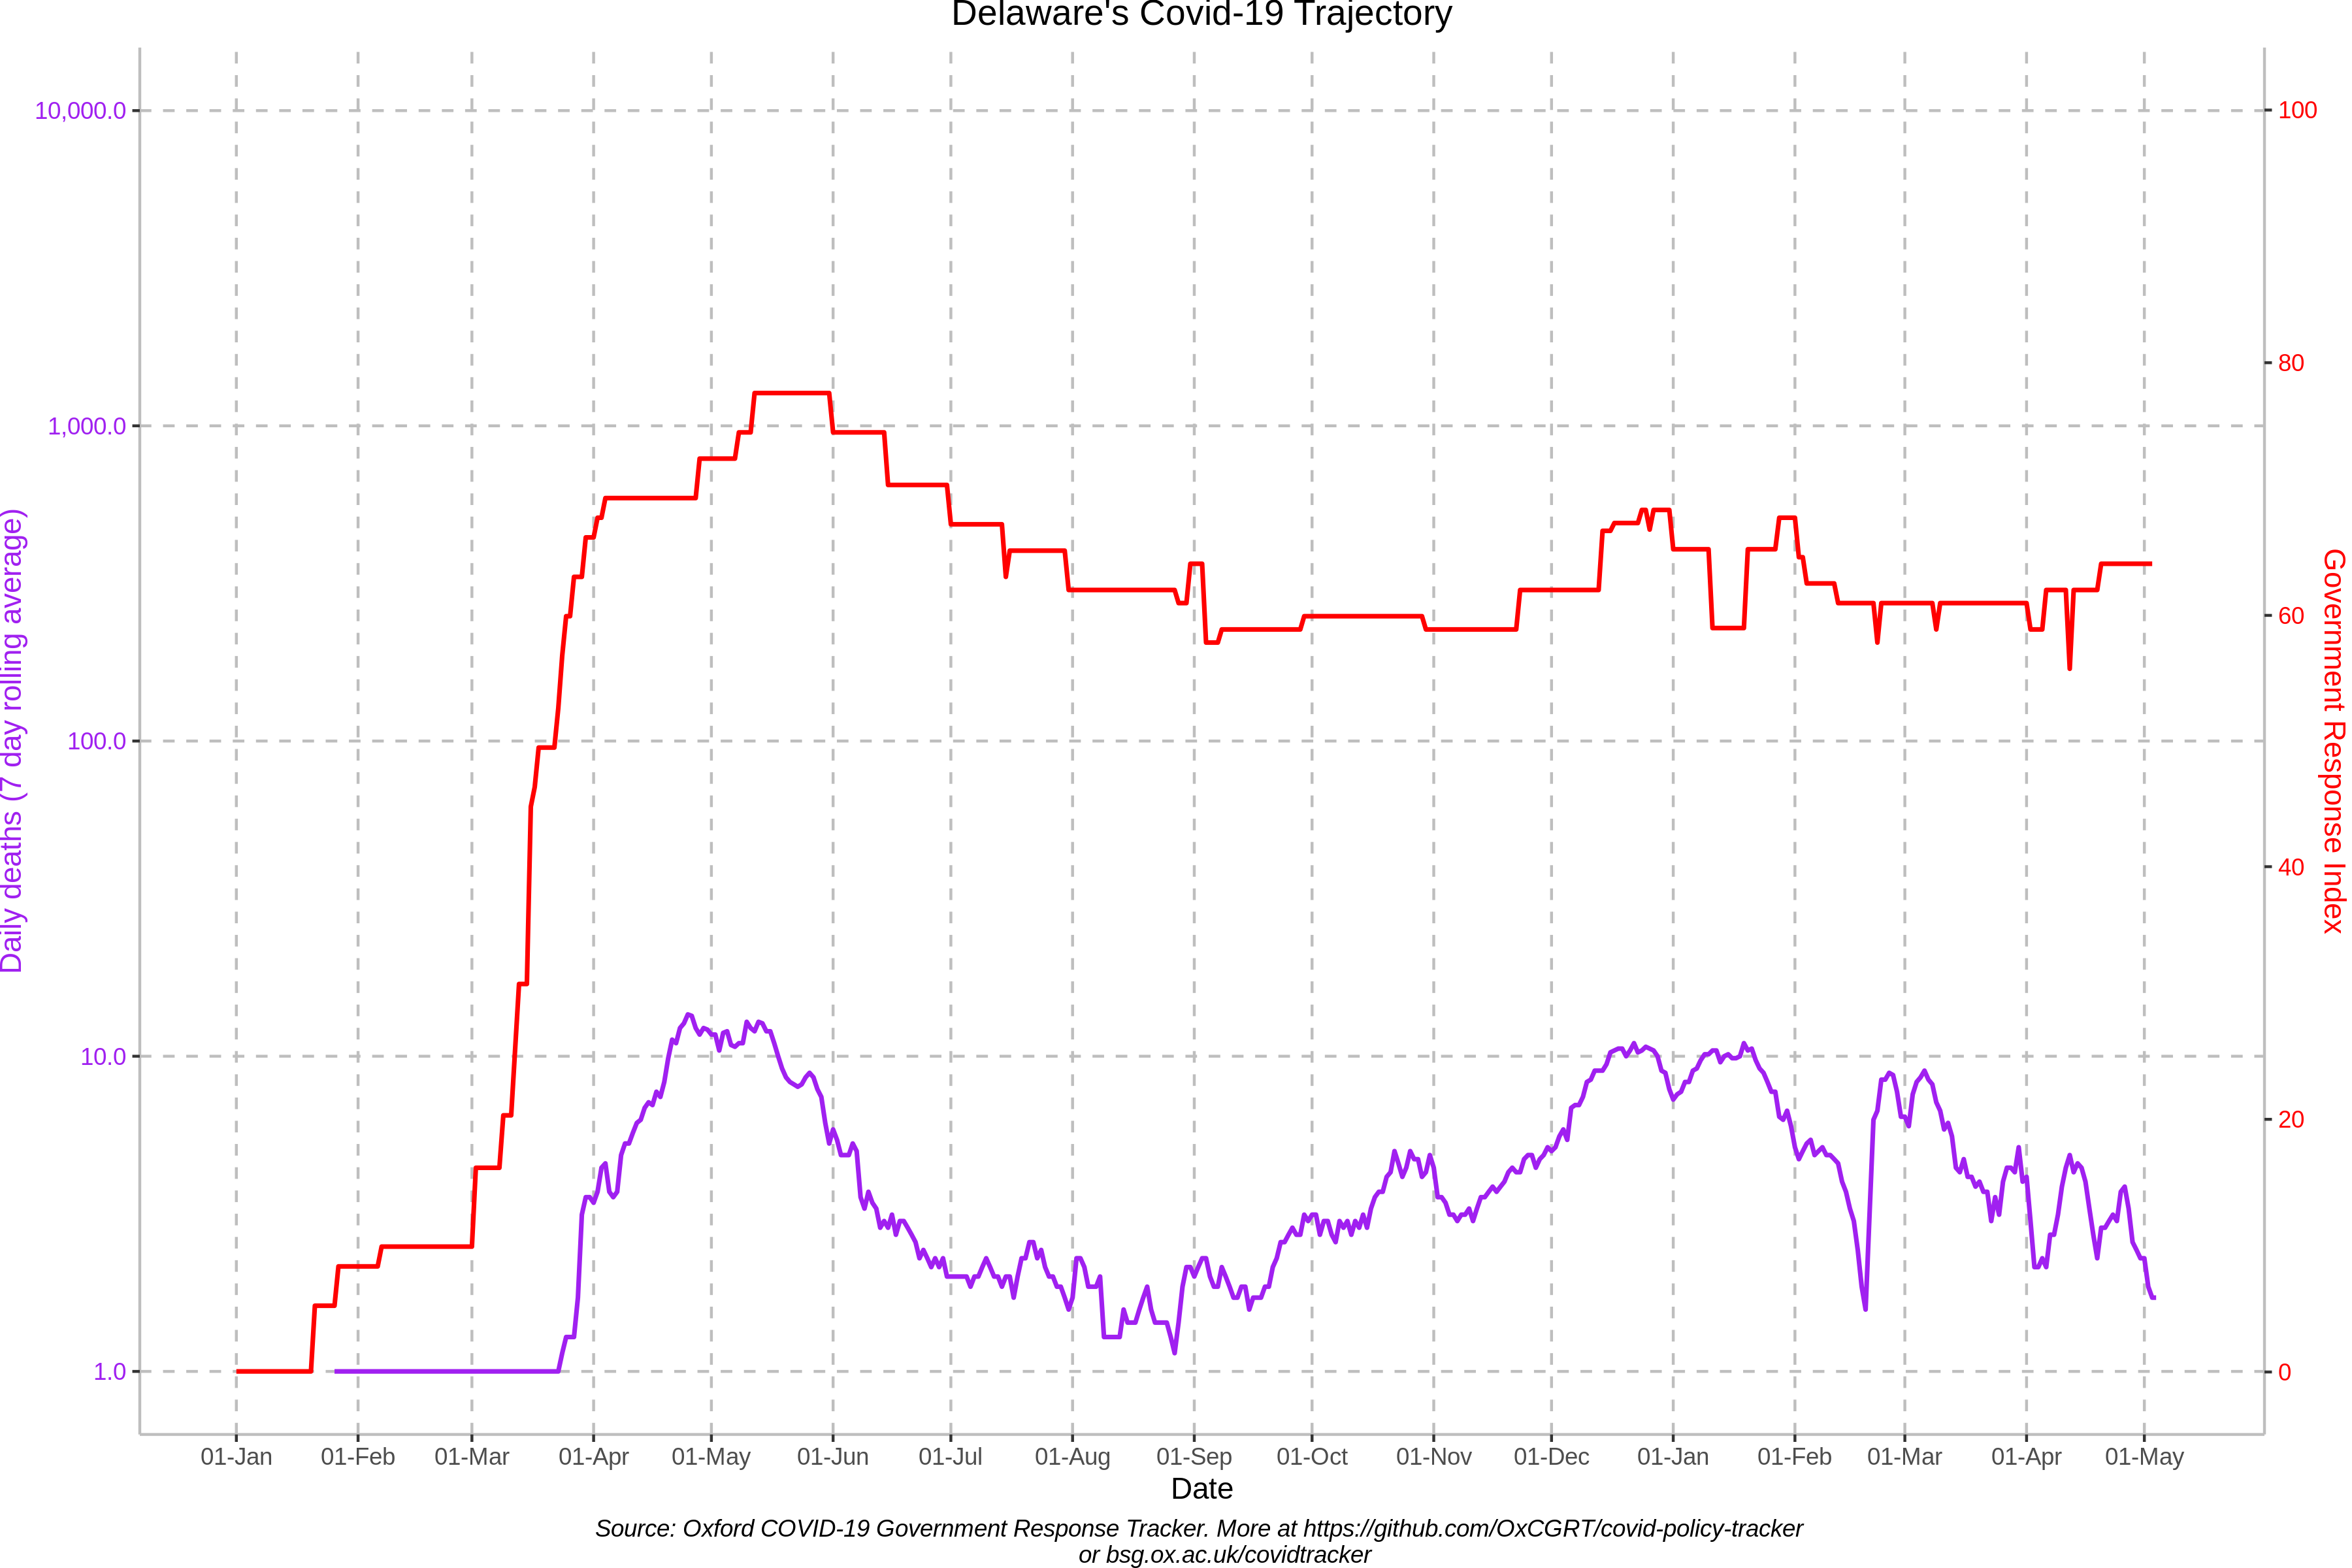 Delaware's Covid-19 Trajectory
10,000.0
1,000.0
100.0
10.0
1.0
Daily deaths (7 day rolling average)
100
80
60
40
20
0
Government Response Index
01-Jan 01-Feb 01-Mar 01-Apr 01-May 01-Jun 01-Jul 01-Aug 01-Sep 01-Oct 01-Nov 01-Dec 01-Jan 01-Feb 01-Mar 01-Apr 01-May
Date
Source: Oxford COVID-19 Government Response Tracker. More at https://github.com/OxCGRT/covid-policy-tracker
or bsg.ox.ac.uk/covidtracker